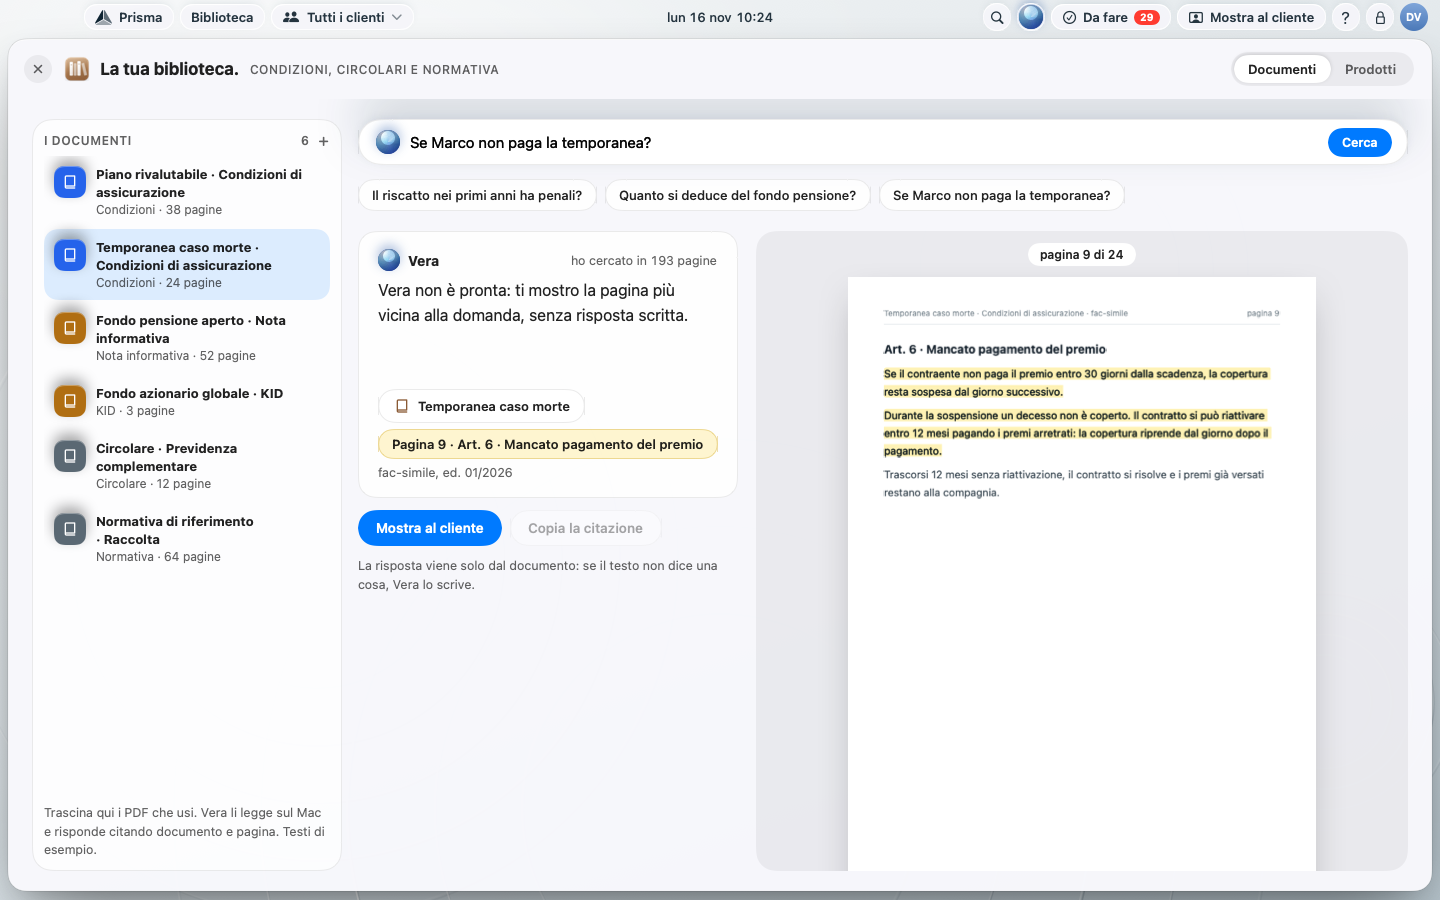 Prisma
Biblioteca
Tutti i clienti
lun 16 nov 10:24
Da fare 29
Mostra al cliente
?
DV
La tua biblioteca.
CONDIZIONI, CIRCOLARI E NORMATIVA
Documenti
Prodotti
I DOCUMENTI
6 +
Piano rivalutabile · Condizioni di
assicurazione
Condizioni · 38 pagine
Temporanea caso morte ·
Condizioni di assicurazione
Condizioni · 24 pagine
Fondo pensione aperto · Nota
informativa
Nota informativa · 52 pagine
Fondo azionario globale · KID
KID · 3 pagine
Circolare · Previdenza
complementare
Circolare · 12 pagine
Normativa di riferimento
· Raccolta
Normativa · 64 pagine
Trascina qui i PDF che usi. Vera li legge sul Mac
e risponde citando documento e pagina. Testi di
esempio.
Se Marco non paga la temporanea?
Cerca
Il riscatto nei primi anni ha penali?
Quanto si deduce del fondo pensione?
Se Marco non paga la temporanea?
Vera
ho cercato in 193 pagine
Vera non è pronta: ti mostro la pagina più
vicina alla domanda, senza risposta scritta.
Temporanea caso morte
Pagina 9 · Art. 6 · Mancato pagamento del premio
fac-simile, ed. 01/2026
Mostra al cliente
Copia la citazione
La risposta viene solo dal documento: se il testo non dice una
cosa, Vera lo scrive.
pagina 9 di 24
Temporanea caso morte · Condizioni di assicurazione · fac-simile
pagina 9
Art. 6 · Mancato pagamento del premio
Se il contraente non paga il premio entro 30 giorni dalla scadenza, la copertura
resta sospesa dal giorno successivo.
Durante la sospensione un decesso non è coperto. Il contratto si può riattivare
entro 12 mesi pagando i premi arretrati: la copertura riprende dal giorno dopo il
pagamento.
Trascorsi 12 mesi senza riattivazione, il contratto si risolve e i premi già versati
restano alla compagnia.